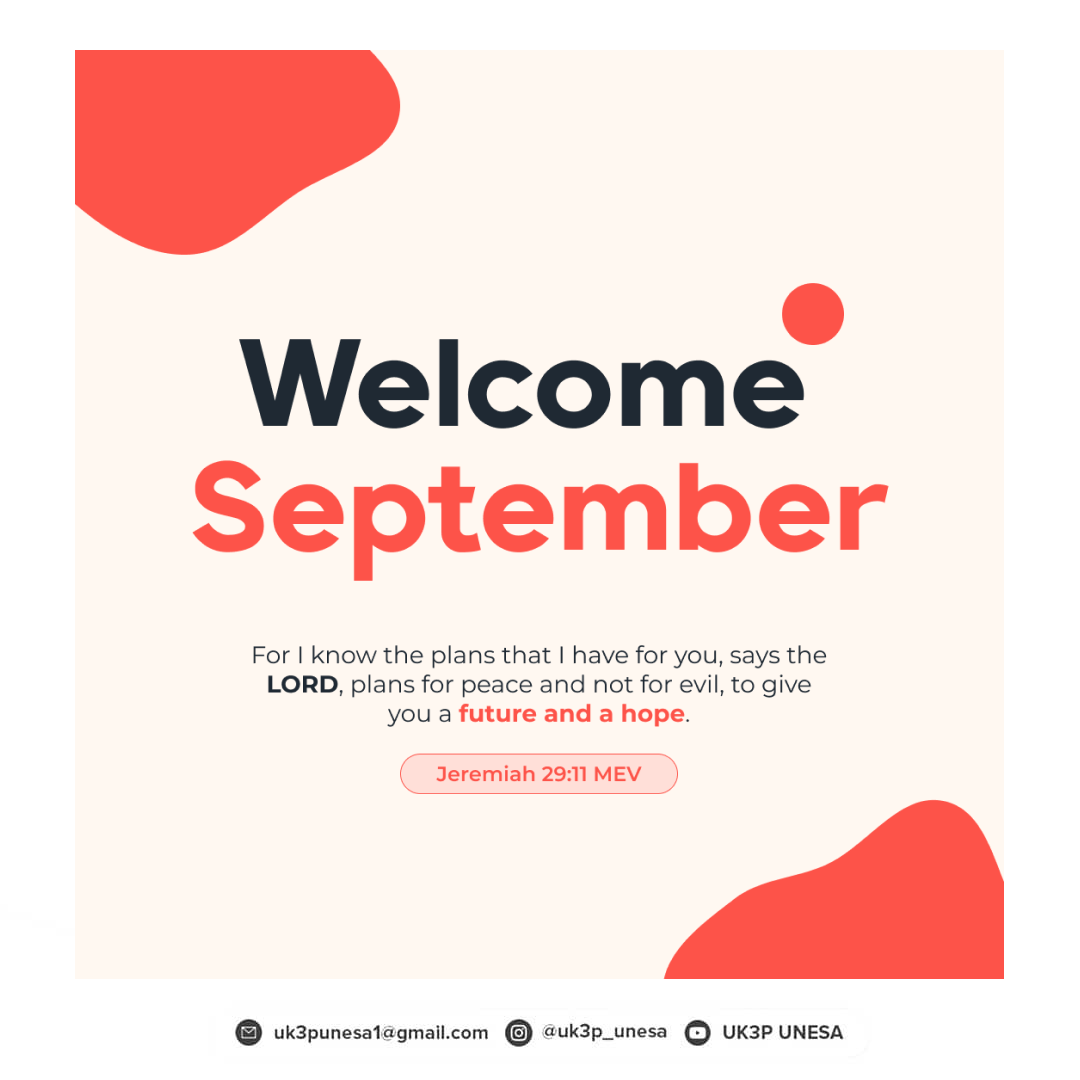 Welcome
September
For I know the plans that I have for you, says the
LORD, plans for peace and not for evil, to give
you a future and a hope.
Jeremiah 29:11 MEV
uk3punesa1@gmail.com @uk3p_unesa UK3P UNESA